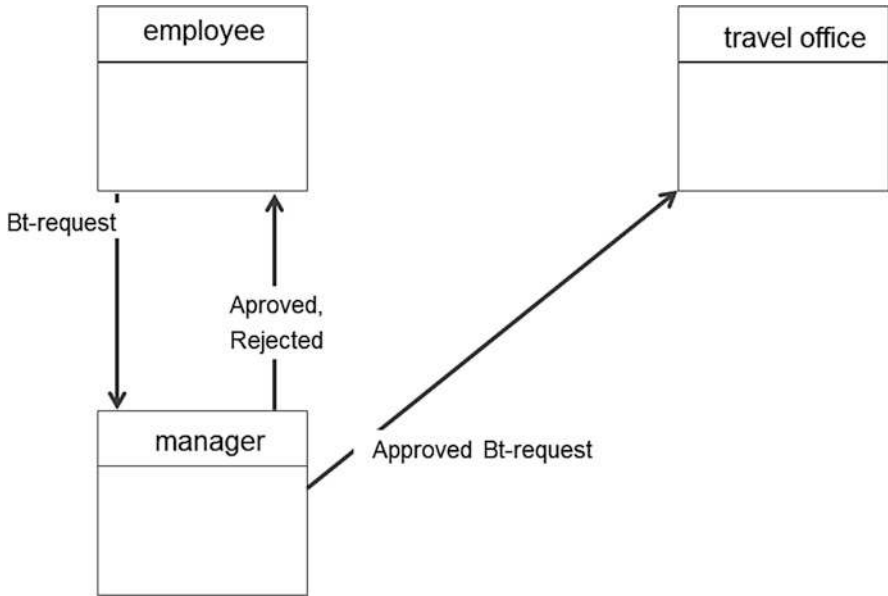 employee
travel office
Bt-request
Aproved,
Rejected
manager
Approved Bt-request